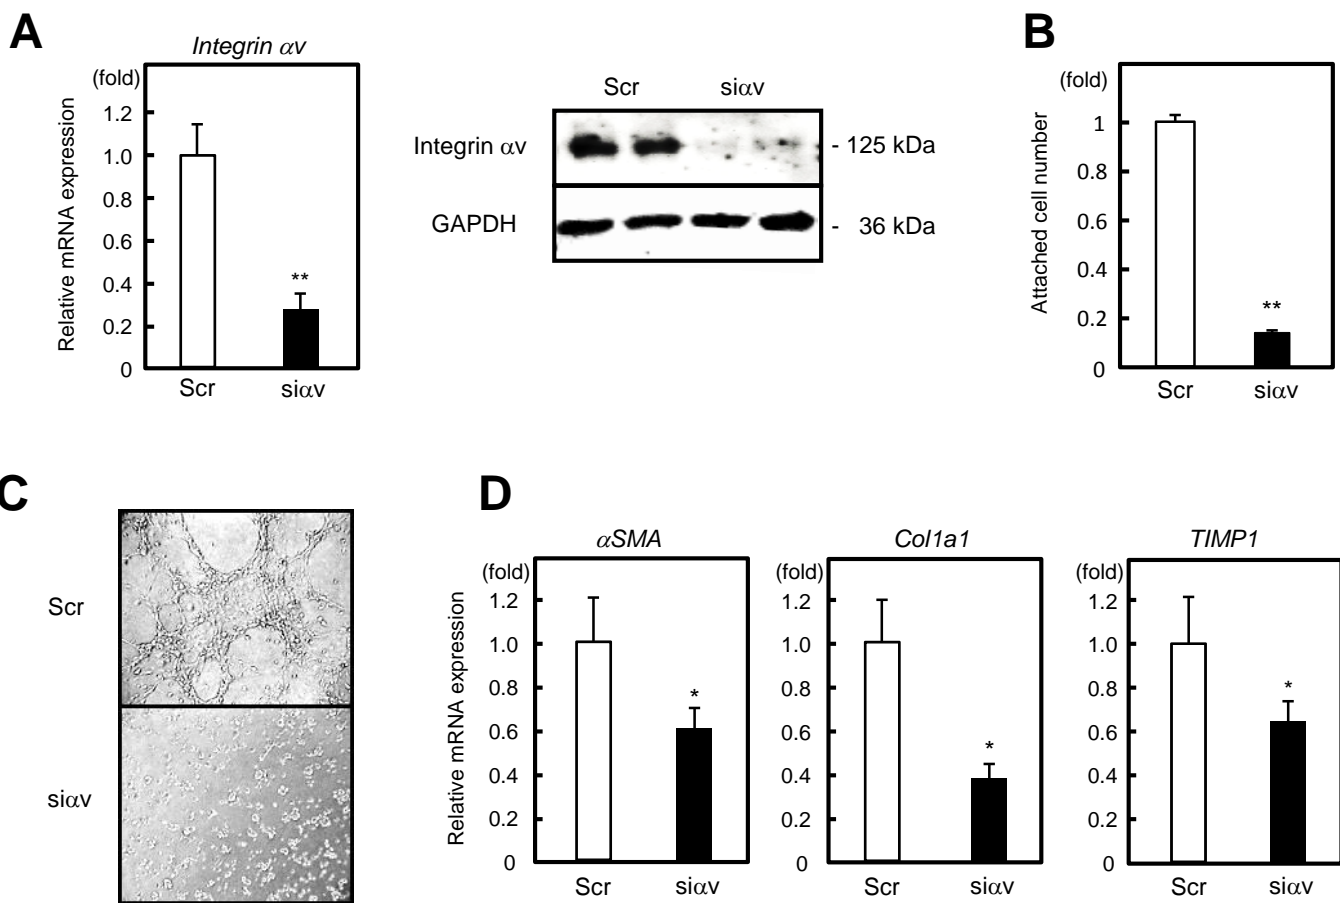 A
Integrin αv
(fold)
1.2
1.0
0.8
0.6
0.4
0.2
0
Relative mRNA expression
**
Scr siαv
Scr siαv
Integrin αv - 125 kDa
GAPDH - 36 kDa
B
(fold)
1
0.8
0.6
0.4
0.2
0
Attached cell number
**
Scr siαv
C
Scr
siαv
D
αSMA
(fold)
1.2
1.0
0.8
0.6
0.4
0.2
0
Relative mRNA expression
*
Scr siαv
Col1a1
(fold)
1.2
1.0
0.8
0.6
0.4
0.2
0
*
Scr siαv
TIMP1
(fold)
1.2
1.0
0.8
0.6
0.4
0.2
0
*
Scr siαv